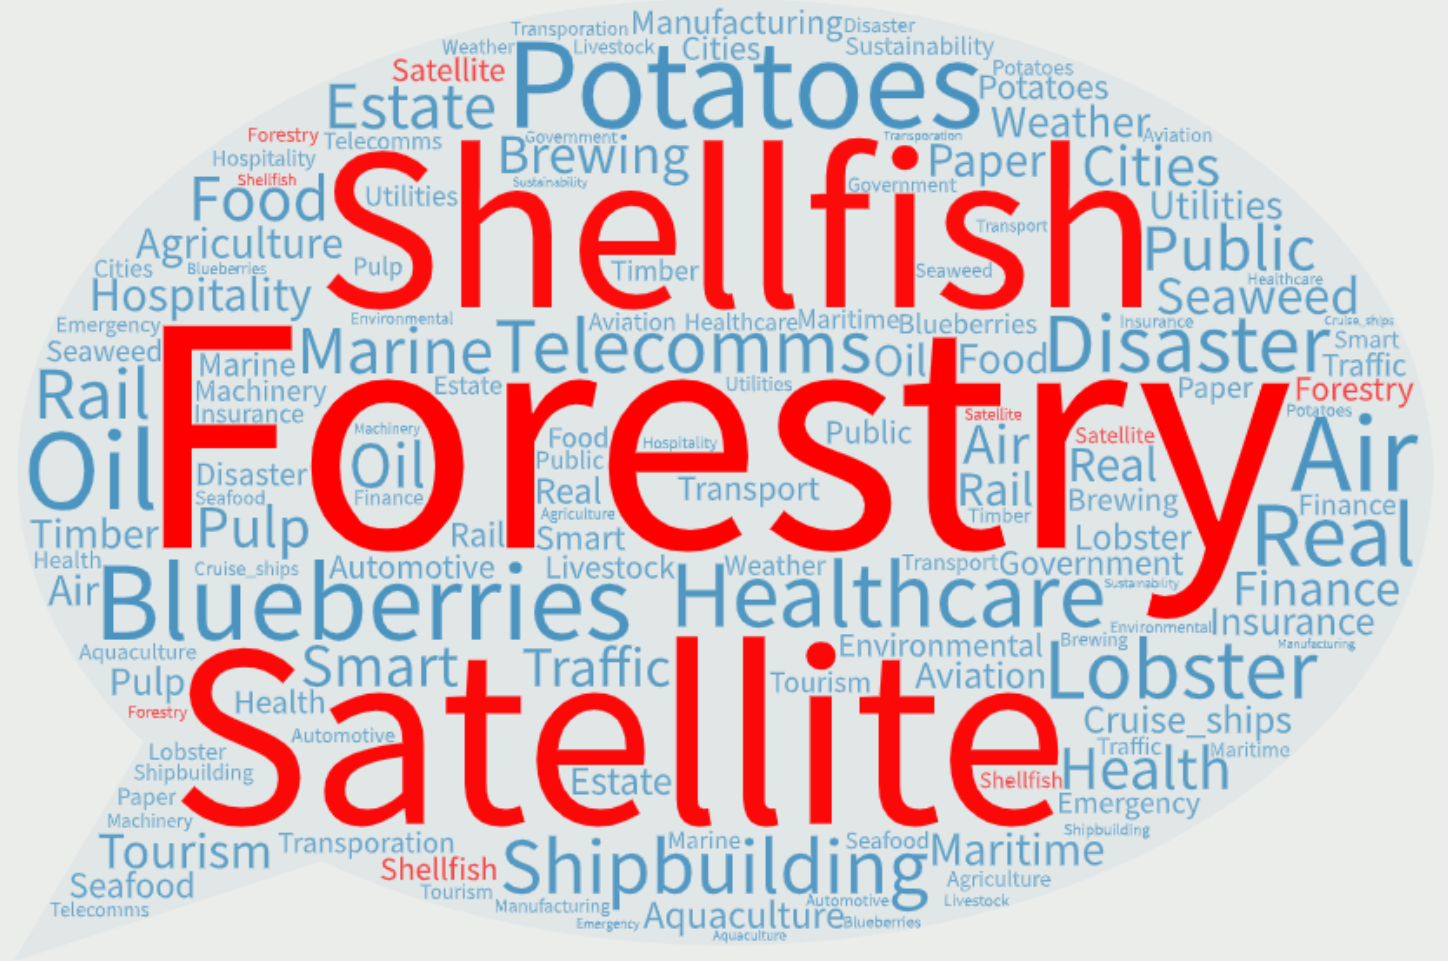 Transporation Manufacturing Disaster
Weather Livestock Cities Sustainability
Satellite Potatoes Potatoes
Estate Potatoes
Weather
Forestry Telecomms Government Transporation Aviation
Hospitality Brewing Paper Cities
Shellfish Sustainability Government
Food Utilities Shellfish Utilities
Transport
Agriculture Public
Cities Blueberries Pulp Timber Seaweed Healthcare
Hospitality Seaweed
Emergency Environmental Aviation Healthcare Maritime Blueberries Insurance Cruise_ships
Seaweed Marine Telecomms Disaster Smart
Marine Oil Food Traffic
Rail Machinery Estate Utilities Paper Forestry
Insurance Satellite Potatoes
Forestry
Machinery Food Hospitality Public Air Satellite Air
Oil Disaster Oil Public Real
Seafood Finance Real Transport Rail Brewing Finance
Timber Pulp Agriculture Timber Real
Rail Smart Lobster
Health Cruise_ships Automotive Livestock Weather Transport Government
Air Blueberries Healthcare Sustainability Finance
Environmental Insurance
Aquaculture Environmental Brewing Manufacturing
Pulp Smart Traffic Tourism Aviation Lobster
Forestry Health Satellite Cruise_ships
Automotive Traffic Maritime
Lobster
Shipbuilding Estate Shellfish Health
Paper Emergency
Machinery Shipbuilding
Tourism Transporation Marine Seafood Maritime
Seafood Shellfish Shipbuilding Agriculture
Tourism Automotive Livestock
Telecomms Manufacturing Aquaculture Blueberries
Emergency
Aquaculture